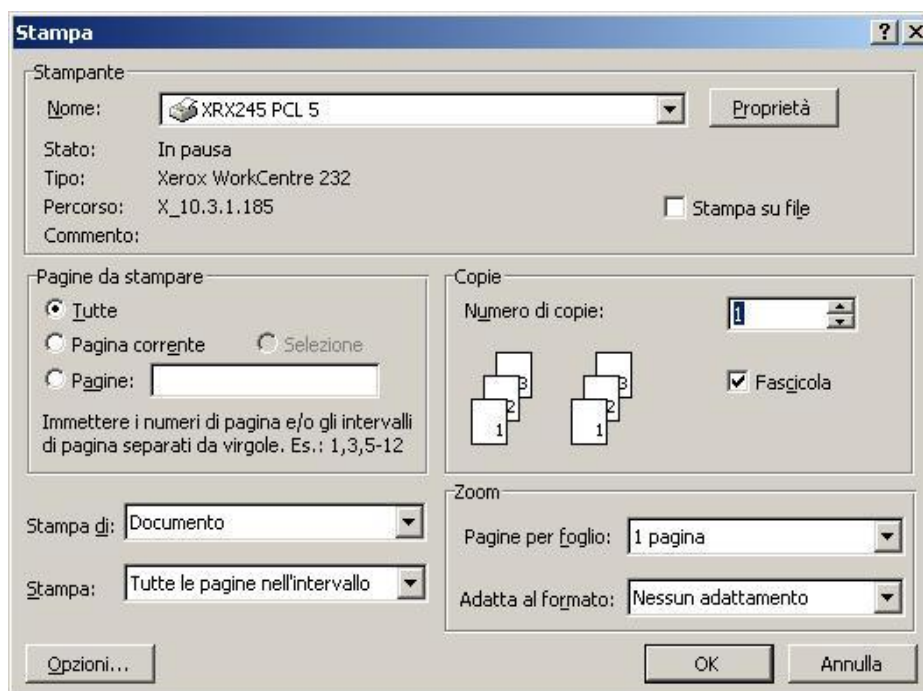 Stampa
Stampante
Nome: XRX245 PCL 5 Proprietà
Stato: In pausa
Tipo: Xerox WorkCentre 232
Percorso: X_10.3.1.185 Stampa su file
Commento:
Pagine da stampare
Tutte
Pagina corrente Selezione
Pagine:
Immettere i numeri di pagina e/o gli intervalli
di pagina separati da virgole. Es.: 1,3,5-12
Copie
Numero di copie: 1
3 3
2 2
1 1
Fascicola
Stampa di: Documento
Stampa: Tutte le pagine nell'intervallo
Zoom
Pagine per foglio: 1 pagina
Adatta al formato: Nessun adattamento
Opzioni... OK Annulla